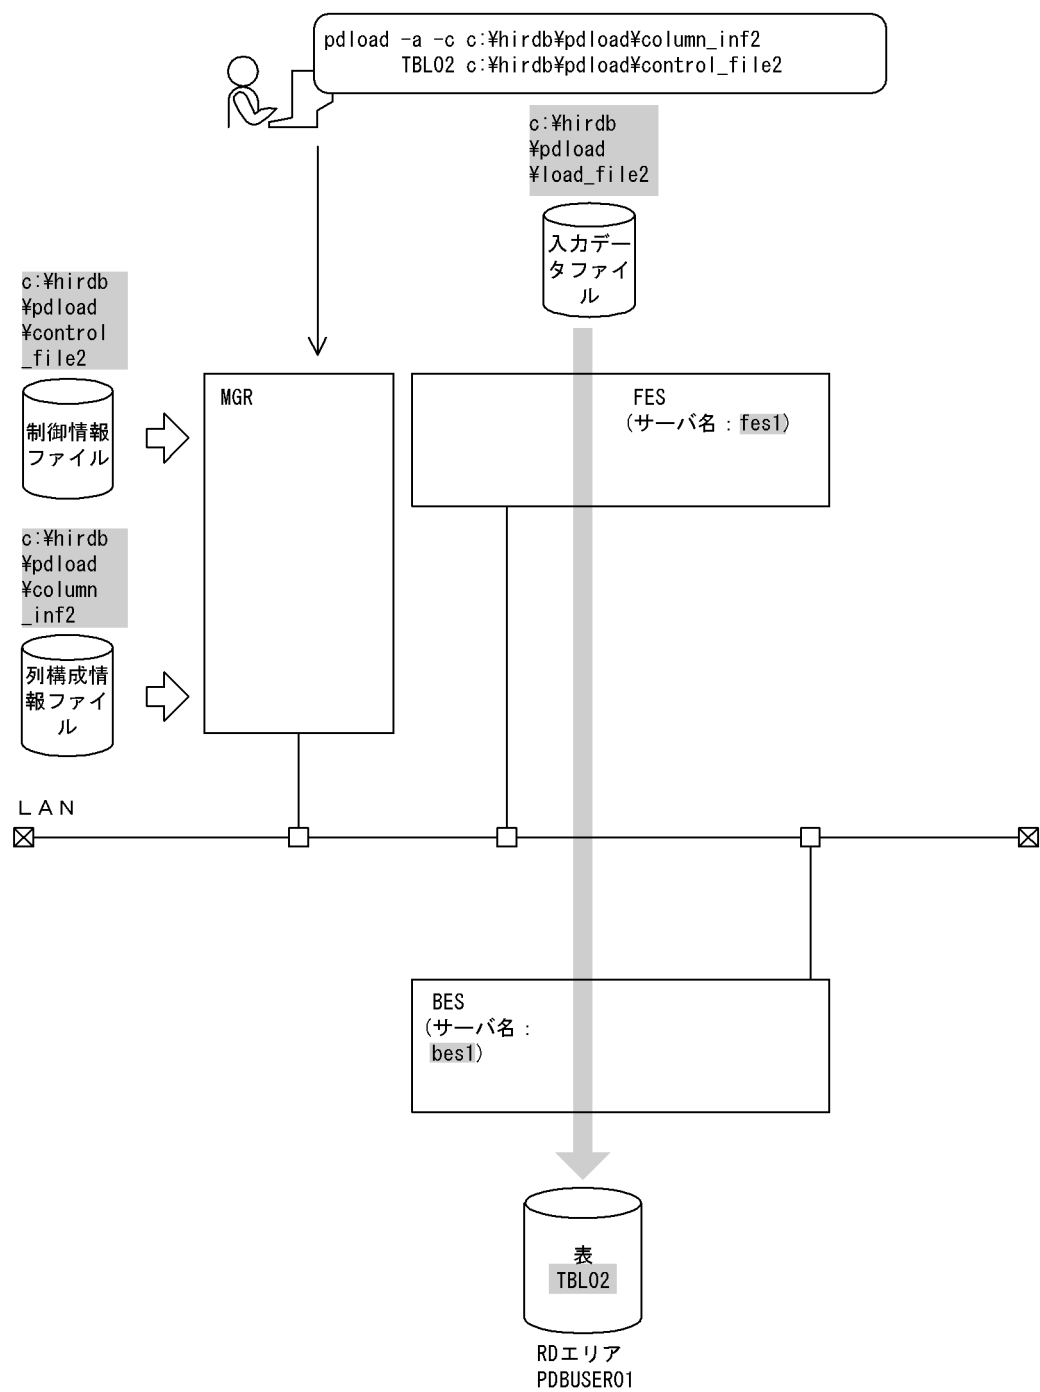 pdload -a -c c:¥hirdb¥pdload¥column_inf2
TBL02 c:¥hirdb¥pdload¥control_file2
c:¥hirdb
¥pdload
¥load_file2
入力デー
タファイ
ル
c:¥hirdb
¥pdload
¥control
_file2
制御情報
ファイル
MGR
FES
(サーバ名：fes1)
c:¥hirdb
¥pdload
¥column
_inf2
列構成情
報ファイ
ル
ＬＡＮ
BES
(サーバ名：
bes1)
表
TBL02
RDエリア
PDBUSER01